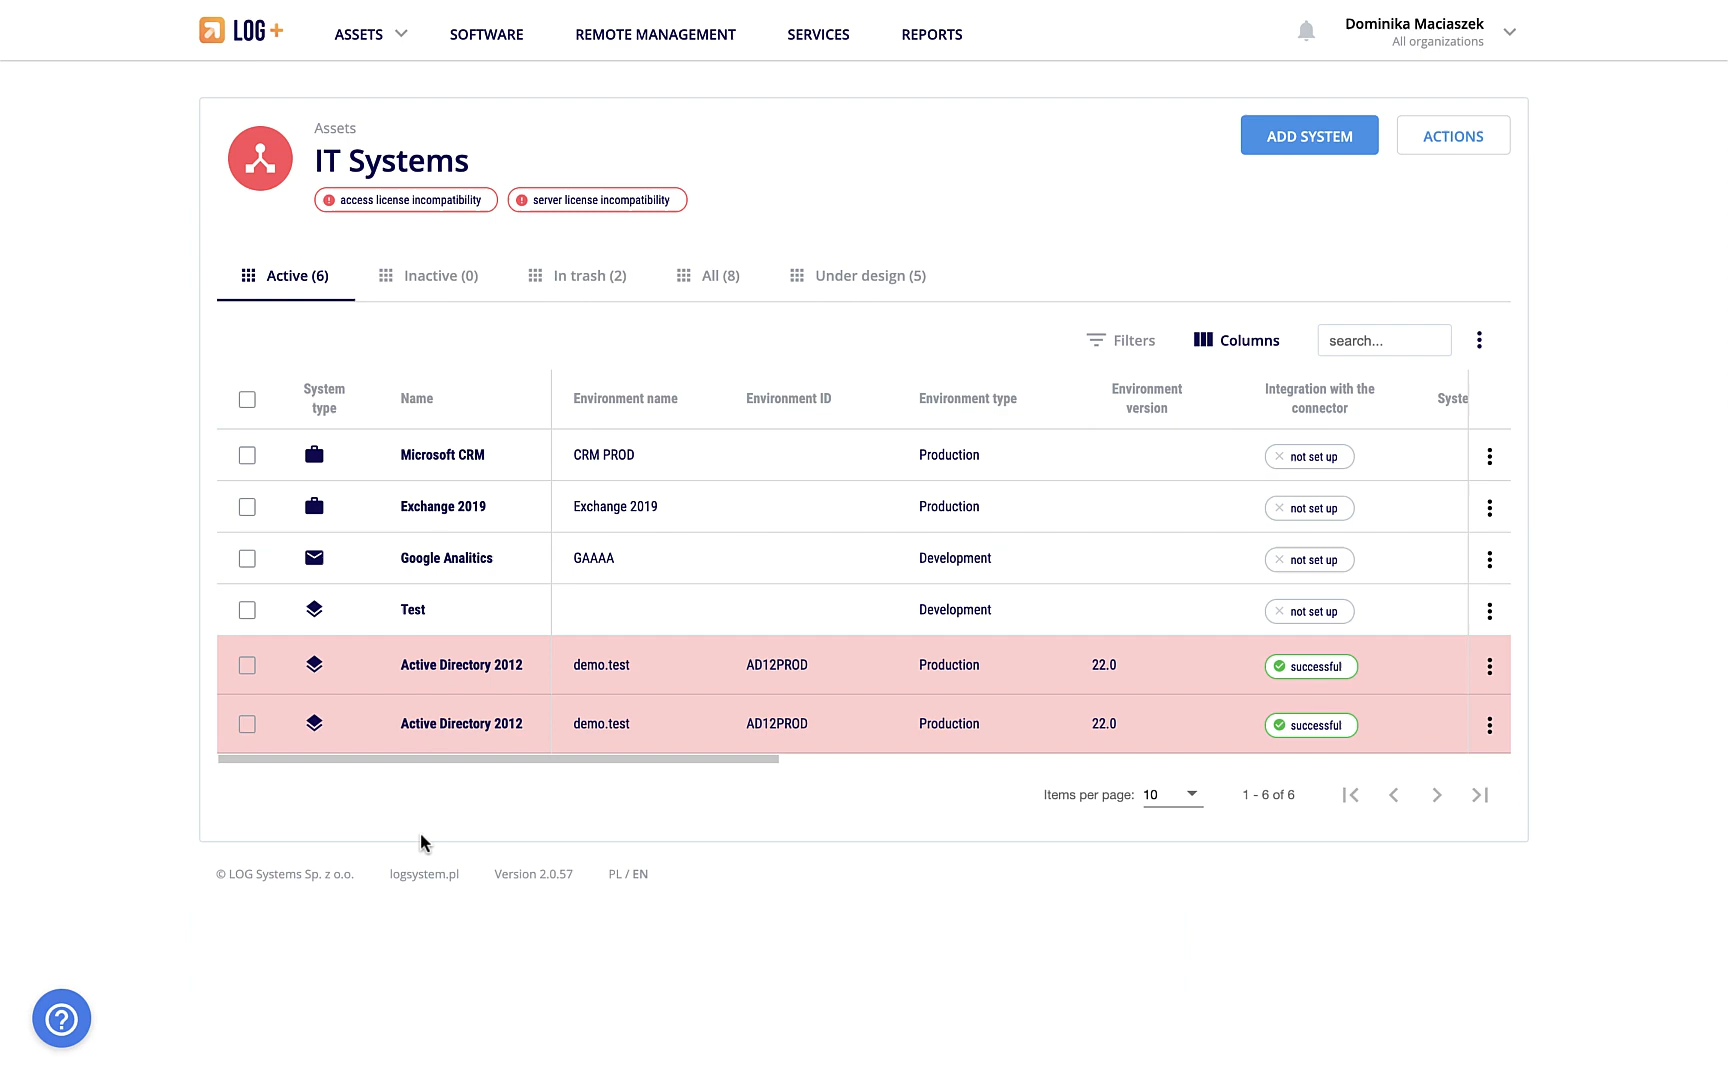 LOG+ ASSETS SOFTWARE REMOTE MANAGEMENT SERVICES REPORTS Dominika Maciaszek
All organizations
Assets
IT Systems
ADD SYSTEM ACTIONS
access license incompatibility server license incompatibility
Active (6) Inactive (0) In trash (2) All (8) Under design (5)
Filters Columns search...
System type Name Environment name Environment ID Environment type Environment version Integration with the connector Syste
Microsoft CRM CRM PROD Production not set up
Exchange 2019 Exchange 2019 Production not set up
Google Analitics GAAAA Development not set up
Test Development not set up
Active Directory 2012 demo.test AD12PROD Production 22.0 successful
Active Directory 2012 demo.test AD12PROD Production 22.0 successful
Items per page: 10 1 - 6 of 6
© LOG Systems Sp. z o.o. logsystem.pl Version 2.0.57 PL / EN